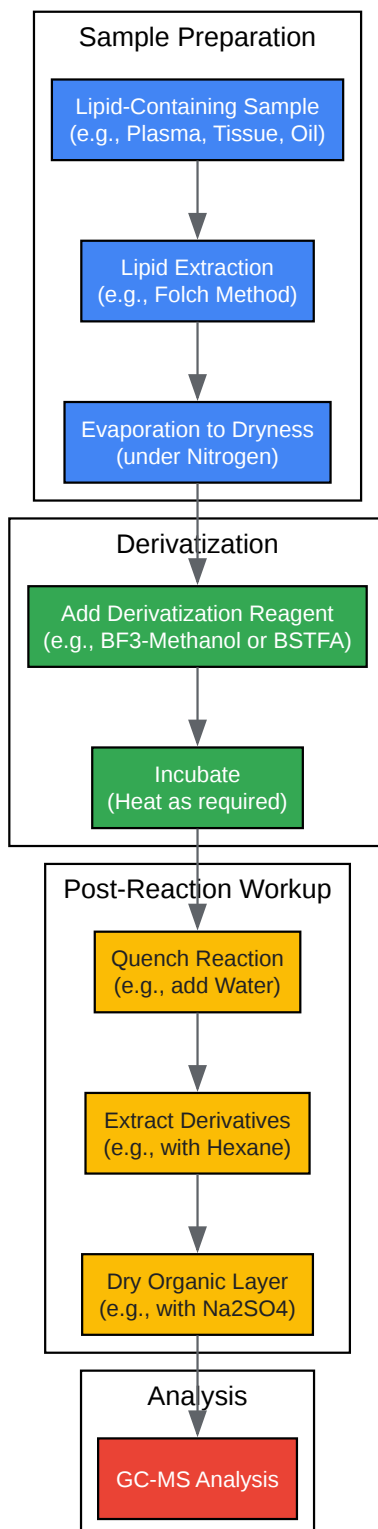 Sample Preparation
Lipid-Containing Sample
(e.g., Plasma, Tissue, Oil)
Lipid Extraction
(e.g., Folch Method)
Evaporation to Dryness
(under Nitrogen)
Derivatization
Add Derivatization Reagent
(e.g., BF3-Methanol or BSTFA)
Incubate
(Heat as required)
Post-Reaction Workup
Quench Reaction
(e.g., add Water)
Extract Derivatives
(e.g., with Hexane)
Dry Organic Layer
(e.g., with Na2SO4)
Analysis
GC-MS Analysis